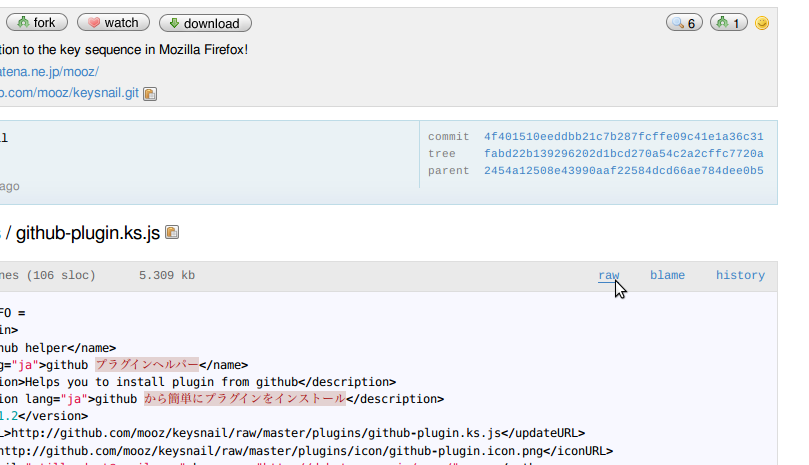 fork watch download 6 1
tion to the key sequence in Mozilla Firefox!
atena.ne.jp/mooz/
b.com/mooz/keysnail.git
commit 4f401510eeddbb21c7b287fcffe09c41e1a36c31
tree fabd22b139296202d1bcd270a54c2a2cffc7720a
ago
parent 2454a12508e43990aaf22584dcd66ae784dee0b5
/ github-plugin.ks.js
nes (106 sloc) 5.309 kb raw blame history
FO =
in>
hub helper</name>
g="ja">github プラグインヘルパー</name>
ion>Helps you to install plugin from github</description>
ion lang="ja">github から簡単にプラグインをインストール</description>
1.2</version>
L>http://github.com/mooz/keysnail/raw/master/plugins/github-plugin.ks.js</updateURL>
http://github.com/mooz/keysnail/raw/master/plugins/icon/github-plugin.icon.png</iconURL>